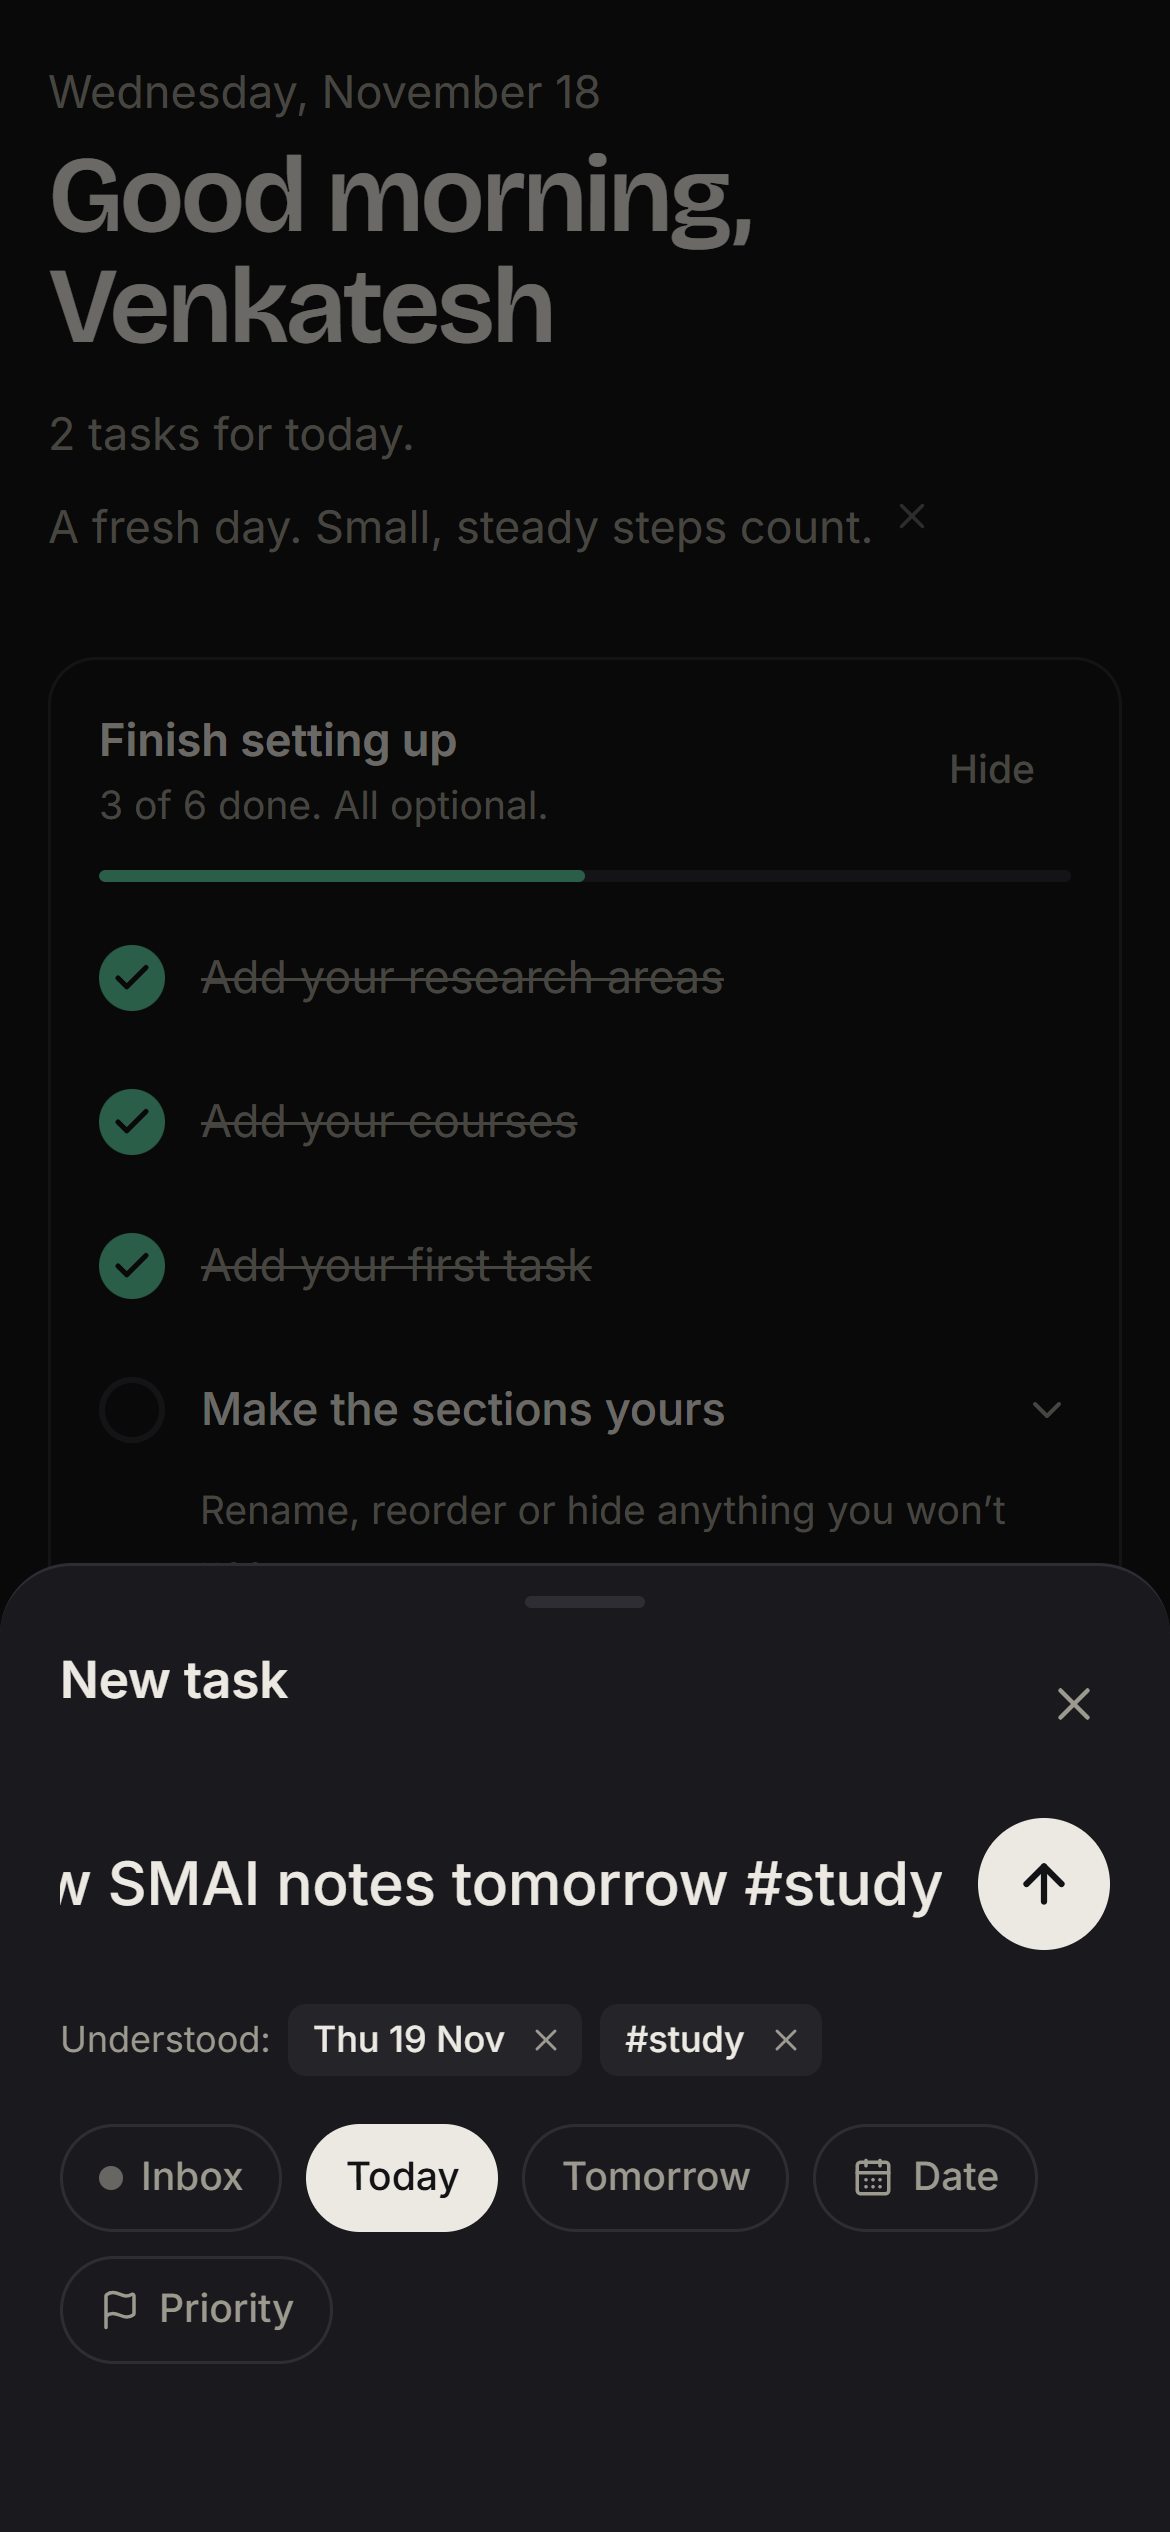 Wednesday, November 18
Good morning,
Venkatesh
2 tasks for today.
A fresh day. Small, steady steps count.
Finish setting up
Hide
3 of 6 done. All optional.
Add your research areas
Add your courses
Add your first task
Make the sections yours
Rename, reorder or hide anything you won’t
New task
SMAI notes tomorrow #study
Understood: Thu 19 Nov #study
Inbox Today Tomorrow Date
Priority